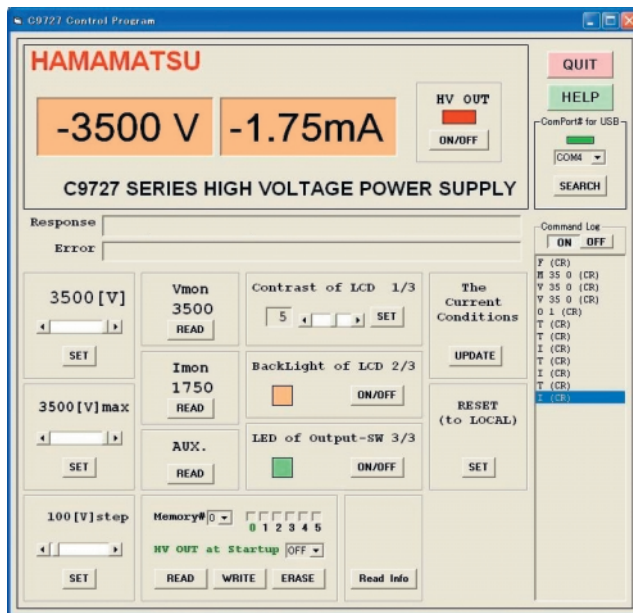 C9727 Control Program
HAMAMATSU
-3500 V
-1.75mA
HV OUT
ON/OFF
C9727 SERIES HIGH VOLTAGE POWER SUPPLY
QUIT
HELP
ComPort# for USB
COM4
SEARCH
Response
Error
Command Log
ON OFF
F (CR)
M 35 0 (CR)
V 35 0 (CR)
V 35 0 (CR)
O 1 (CR)
T (CR)
T (CR)
I (CR)
T (CR)
I (CR)
T (CR)
I (CR)
3500[V]
SET
3500[V]max
SET
100[V]step
SET
Vmon
3500
READ
Imon
1750
READ
AUX.
READ
Contrast of LCD 1/3
5
SET
BackLight of LCD 2/3
ON/OFF
LED of Output-SW 3/3
ON/OFF
The
Current
Conditions
UPDATE
RESET
(to LOCAL)
SET
Memory# 0
0 1 2 3 4 5
HV OUT at Startup OFF
READ WRITE ERASE
Read Info